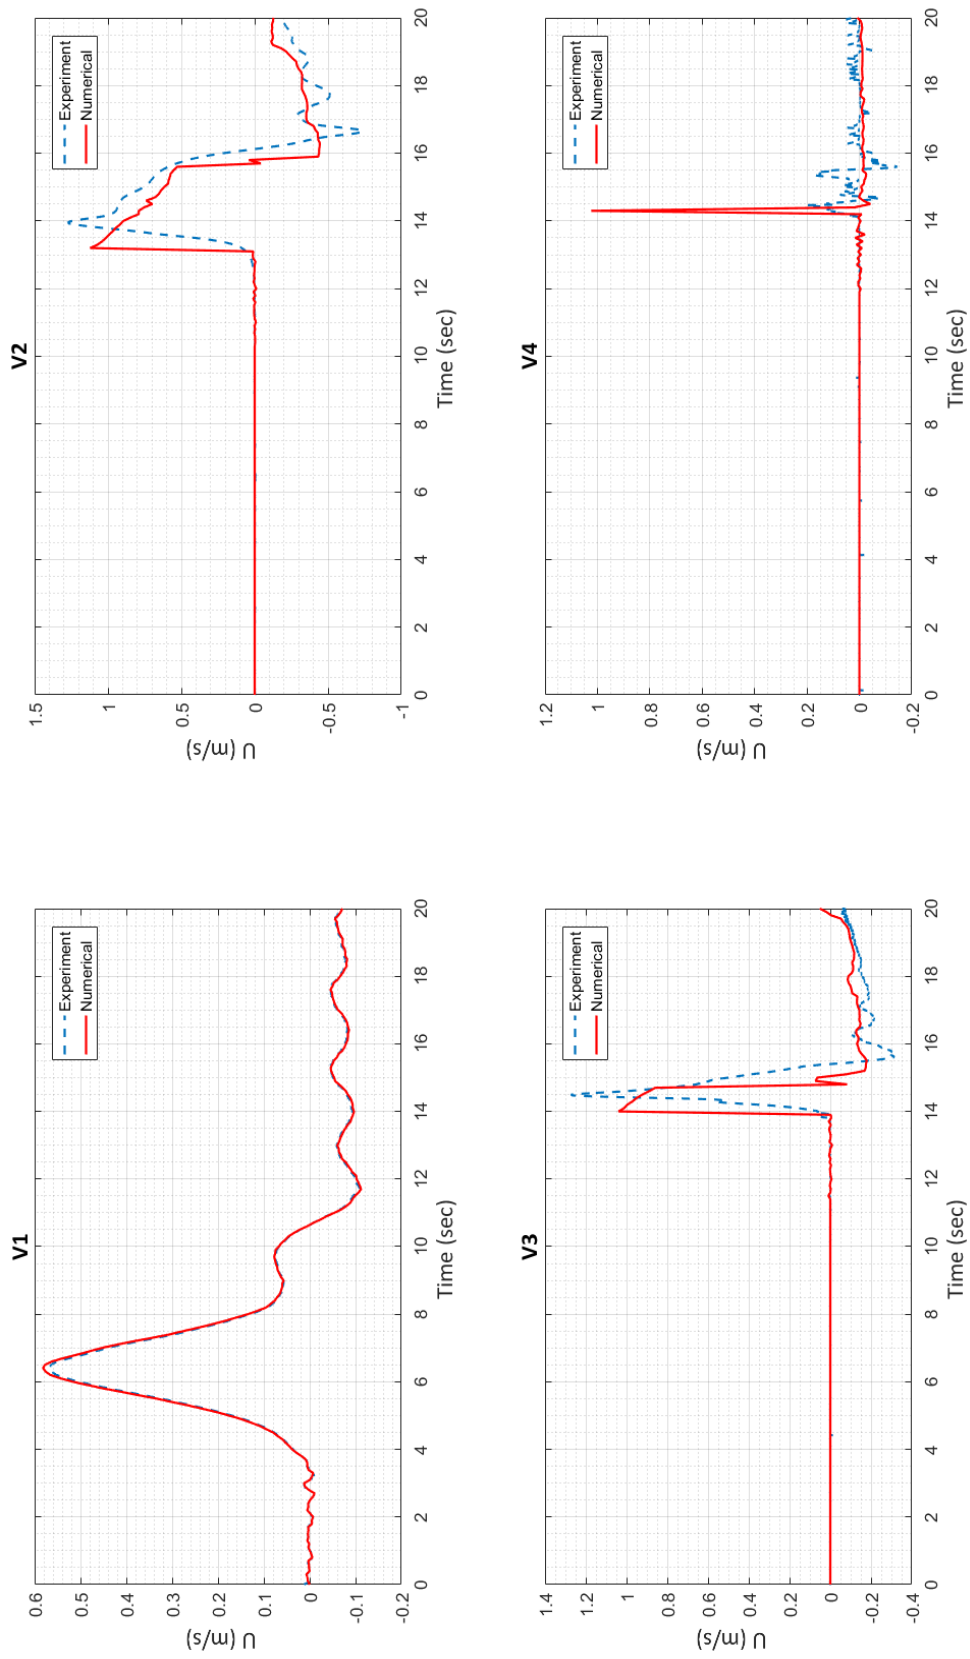 V1
Experiment
Numerical
0.6
0.5
0.4
0.3
0.2
0.1
0
-0.1
-0.2
U (m/s)
0 2 4 6 8 10 12 14 16 18 20
Time (sec)
V2
Experiment
Numerical
1.5
1
0.5
0
-0.5
-1
U (m/s)
0 2 4 6 8 10 12 14 16 18 20
Time (sec)
V3
Experiment
Numerical
1.4
1.2
1
0.8
0.6
0.4
0.2
0
-0.2
-0.4
U (m/s)
0 2 4 6 8 10 12 14 16 18 20
Time (sec)
V4
Experiment
Numerical
1.2
1
0.8
0.6
0.4
0.2
0
-0.2
U (m/s)
0 2 4 6 8 10 12 14 16 18 20
Time (sec)